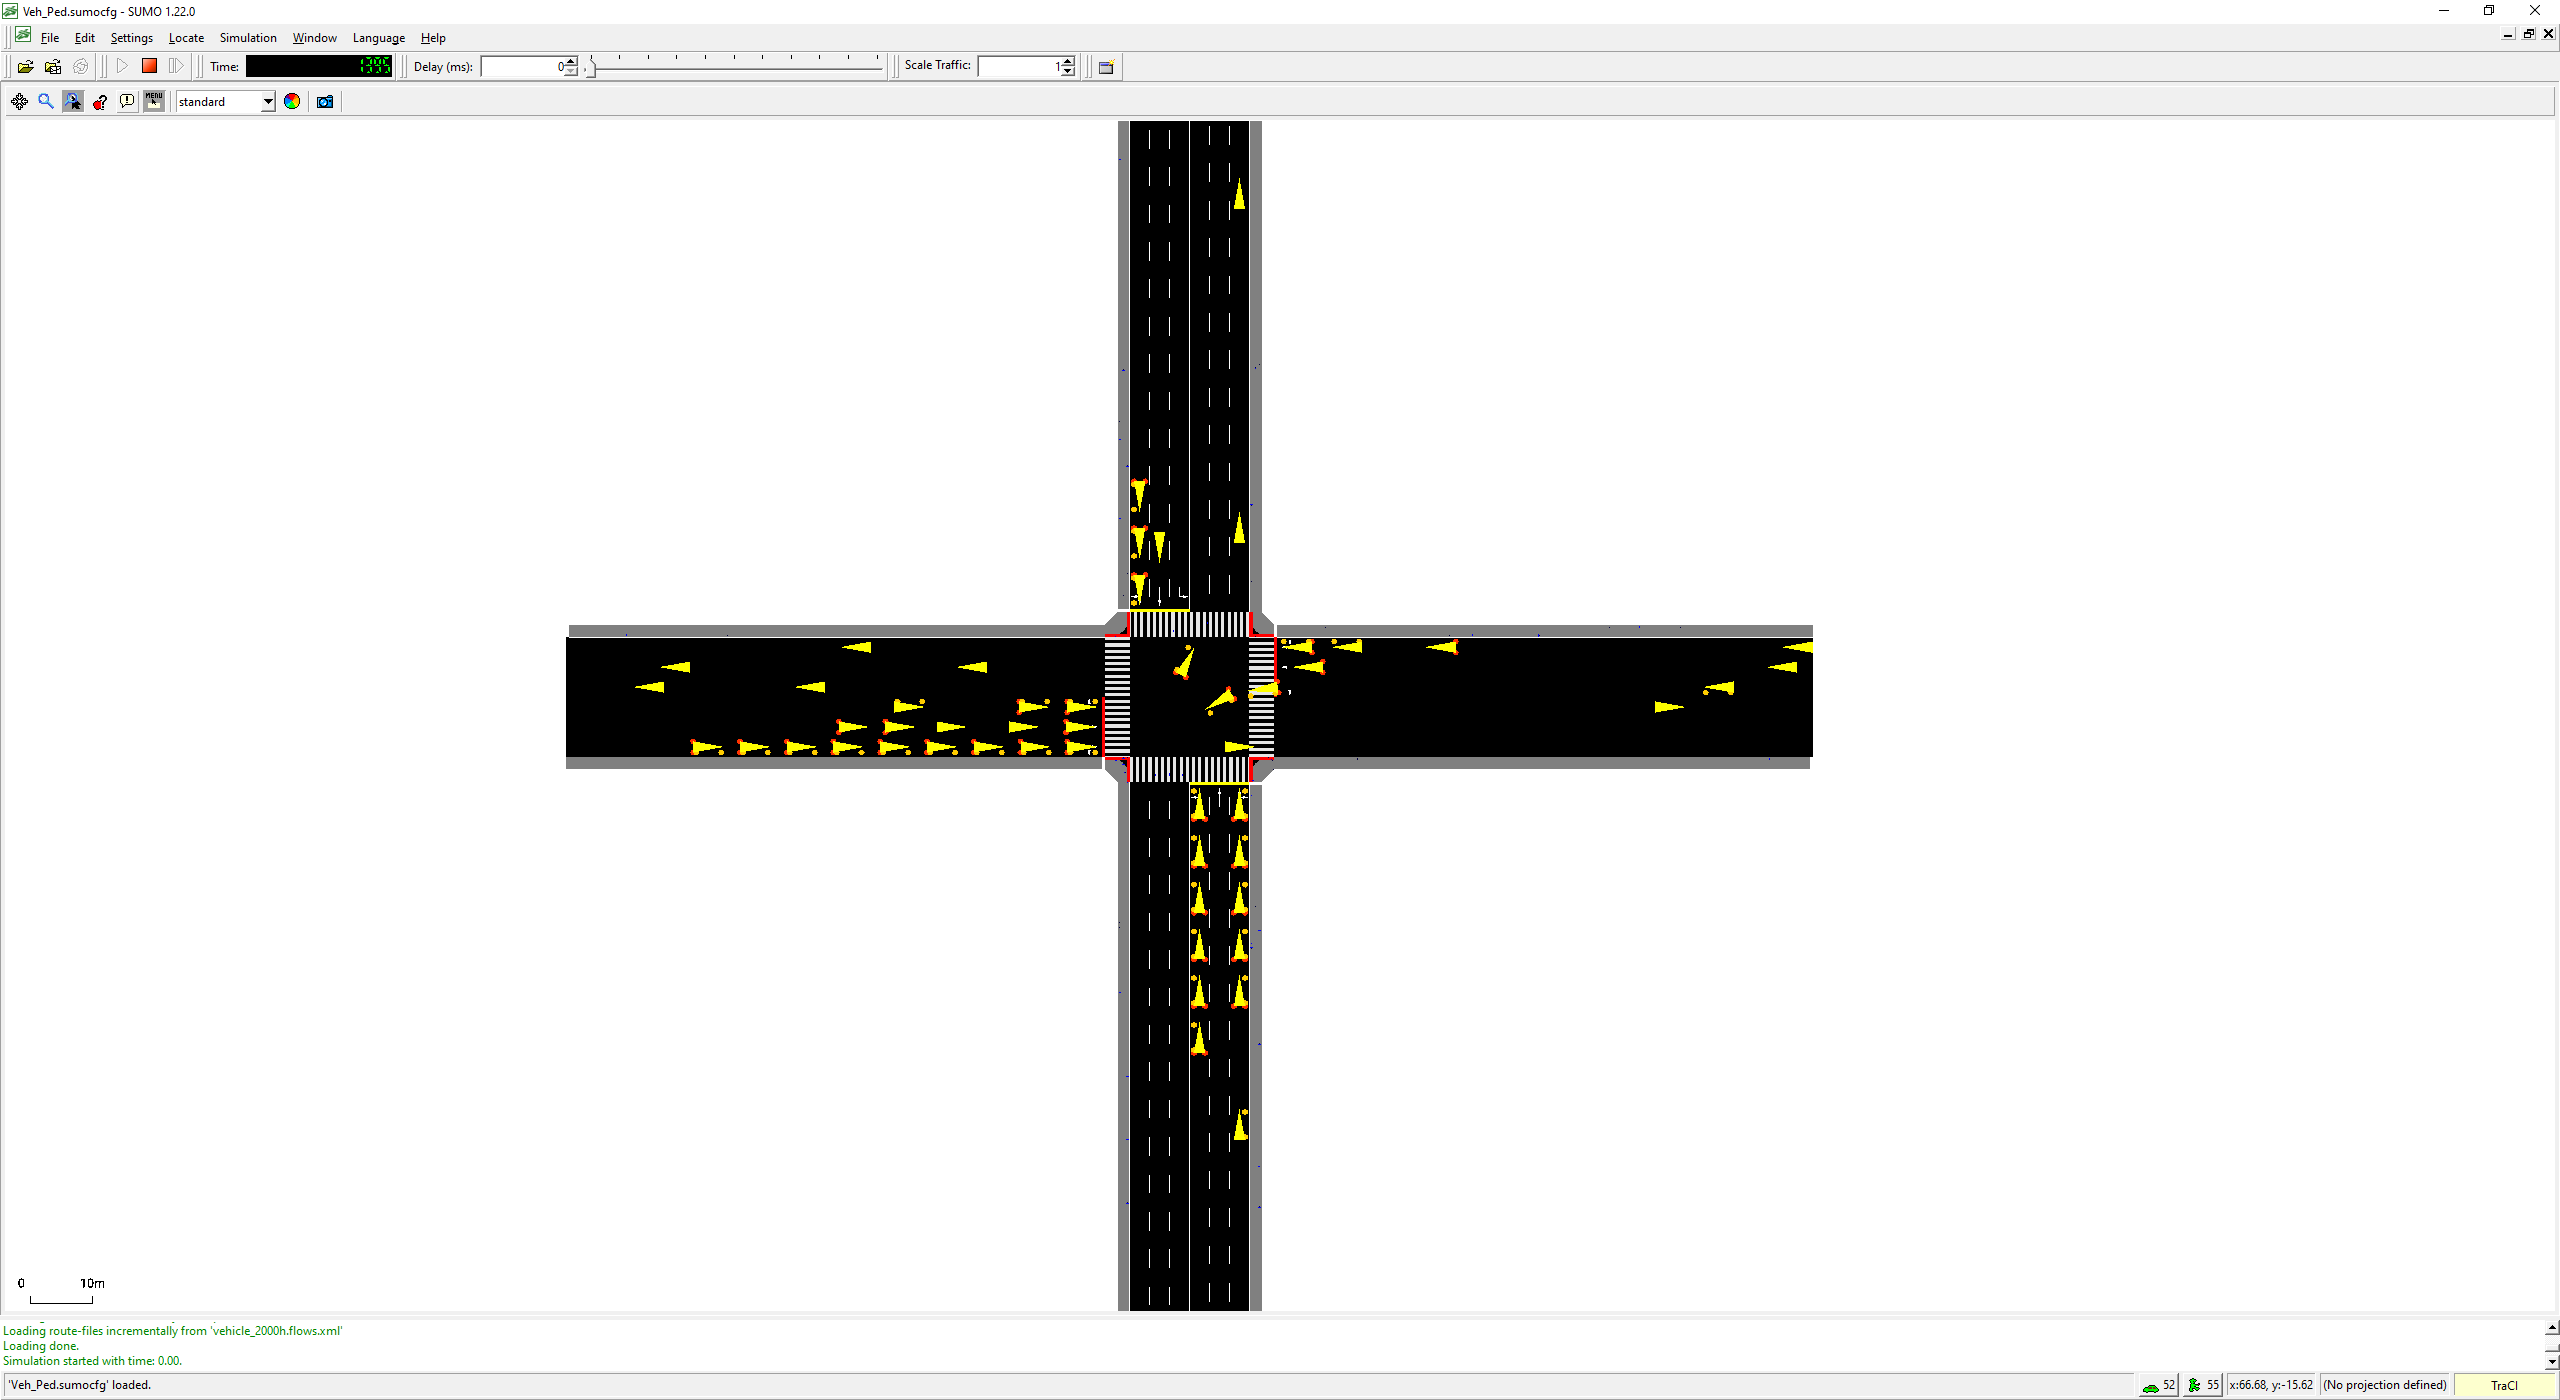 Veh_Ped.sumocfg - SUMO 1.22.0
File Edit Settings Locate Simulation Window Language Help
Time: 1395 Delay (ms): 0 Scale Traffic: 1
MENU standard
0 10m
Loading route-files incrementally from 'vehicle_2000h.flows.xml'
Loading done.
Simulation started with time: 0.00.
'Veh_Ped.sumocfg' loaded. 52 55 x:66.68, y:-15.62 (No projection defined) TraCI